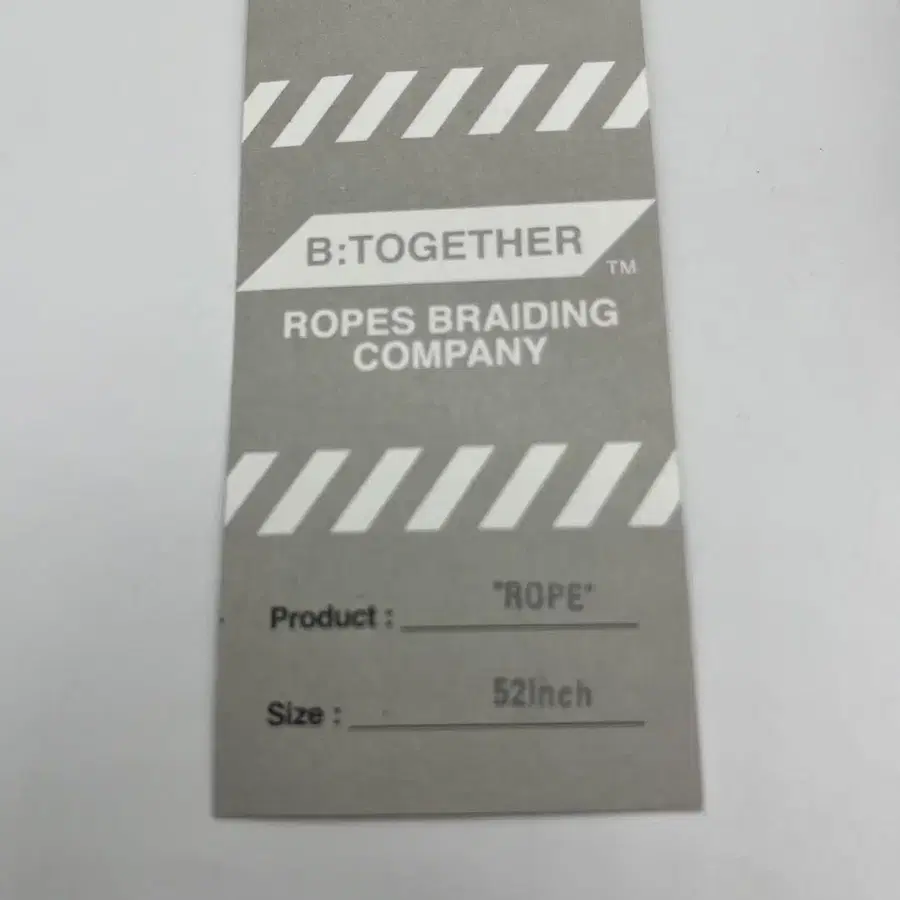 B:TOGETHER
TM
ROPES BRAIDING
COMPANY
Product : "ROPE"
Size : 52Inch